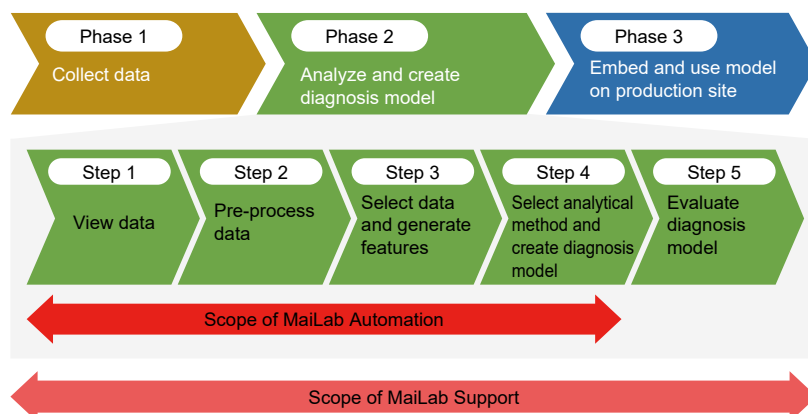 Phase 1
Collect data
Phase 2
Analyze and create
diagnosis model
Phase 3
Embed and use model
on production site
Step 1
View data
Step 2
Pre-process
data
Step 3
Select data
and generate
features
Step 4
Select analytical
method and
create diagnosis
model
Step 5
Evaluate
diagnosis
model
Scope of MaiLab Automation
Scope of MaiLab Support